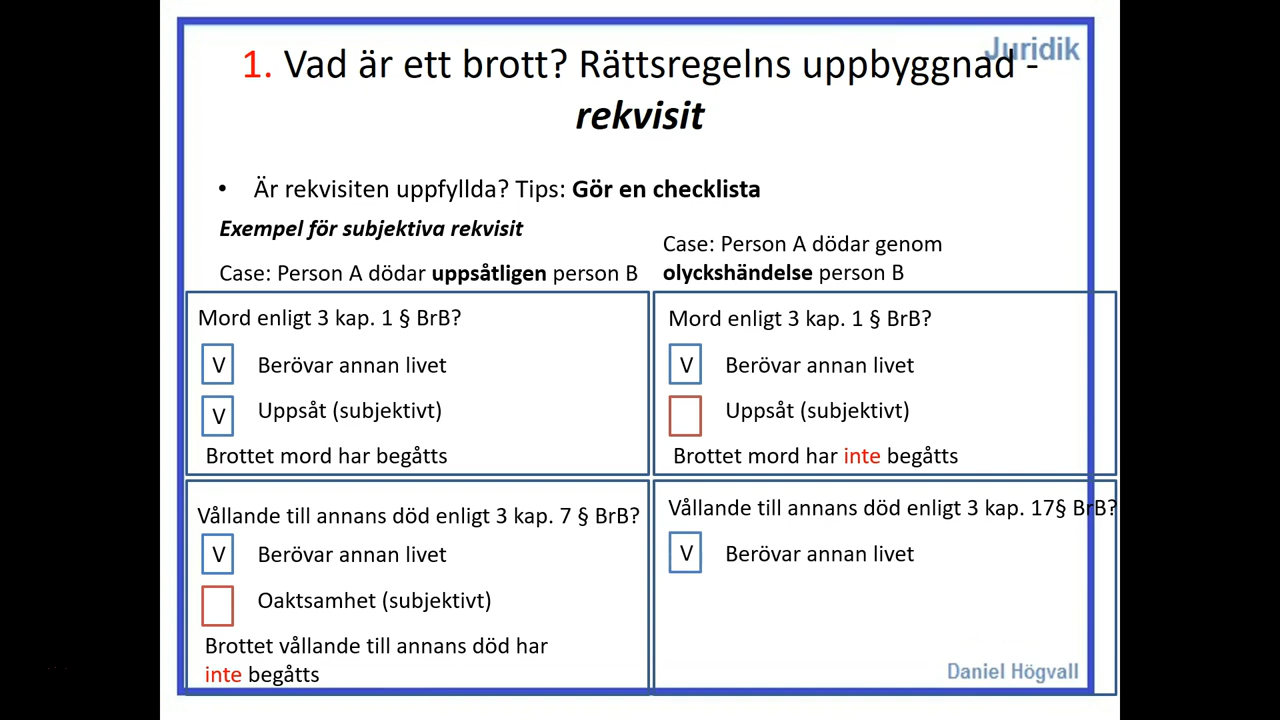 Juridik
1. Vad är ett brott? Rättsregelns uppbyggnad -
rekvisit
• Är rekvisiten uppfyllda? Tips: Gör en checklista
Exempel för subjektiva rekvisit
Case: Person A dödar uppsåtligen person B
Case: Person A dödar genom
olyckshändelse person B
Mord enligt 3 kap. 1 § BrB?
V Berövar annan livet
V Uppsåt (subjektivt)
Brottet mord har begåtts
Mord enligt 3 kap. 1 § BrB?
V Berövar annan livet
Uppsåt (subjektivt)
Brottet mord har inte begåtts
Vållande till annans död enligt 3 kap. 7 § BrB?
V Berövar annan livet
Oaktsamhet (subjektivt)
Brottet vållande till annans död har
inte begåtts
Vållande till annans död enligt 3 kap. 17§ BrB?
V Berövar annan livet
Daniel Högvall